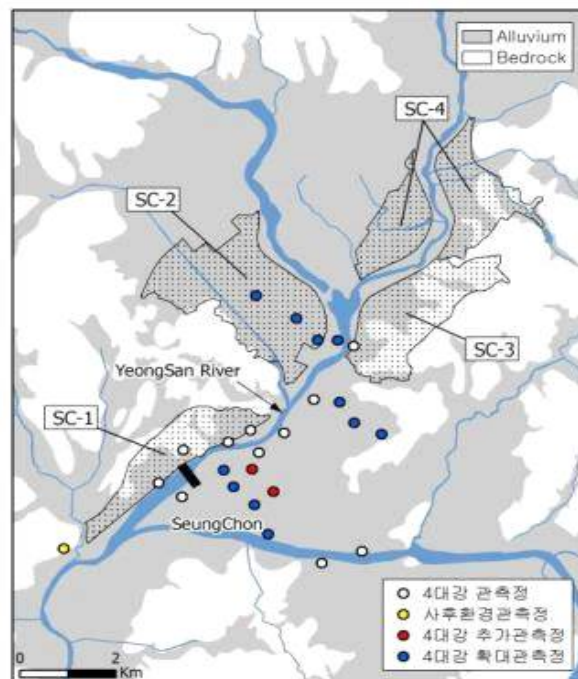 Alluvium
Bedrock
SC-4
SC-2
SC-3
YeongSan River
SC-1
SeungChon
4대강 관측정
사후환경관측정
4대강 추가관측정
4대강 확대관측정
0 2
Km